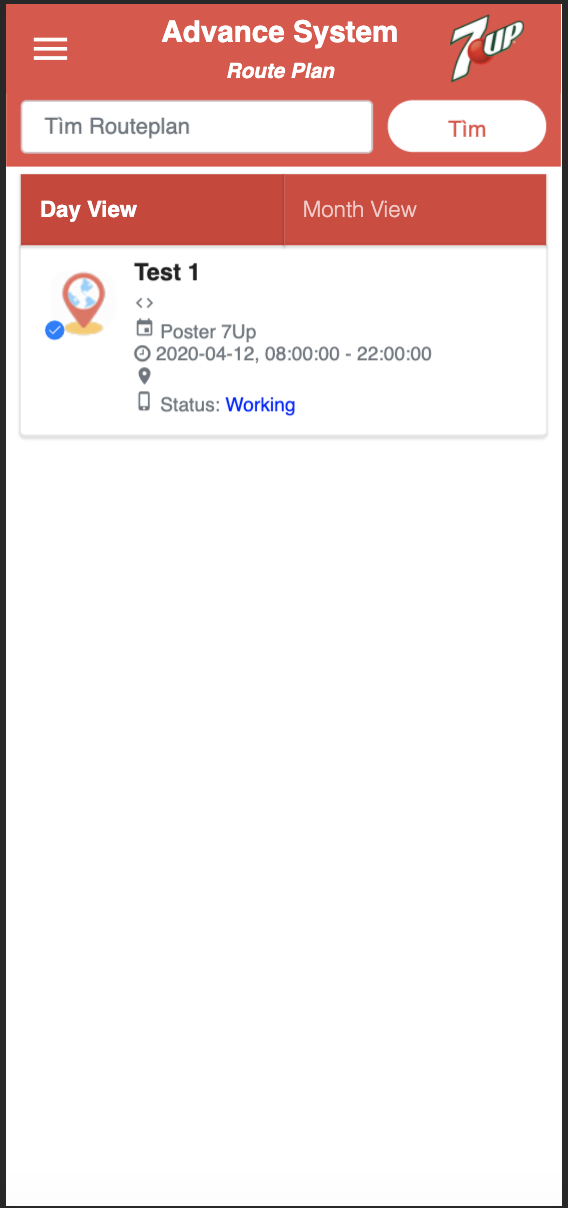 Advance System
Route Plan
7UP
Tìm Routeplan
Tìm
Day View
Month View
Test 1
<>
Poster 7Up
2020-04-12, 08:00:00 - 22:00:00
Status: Working